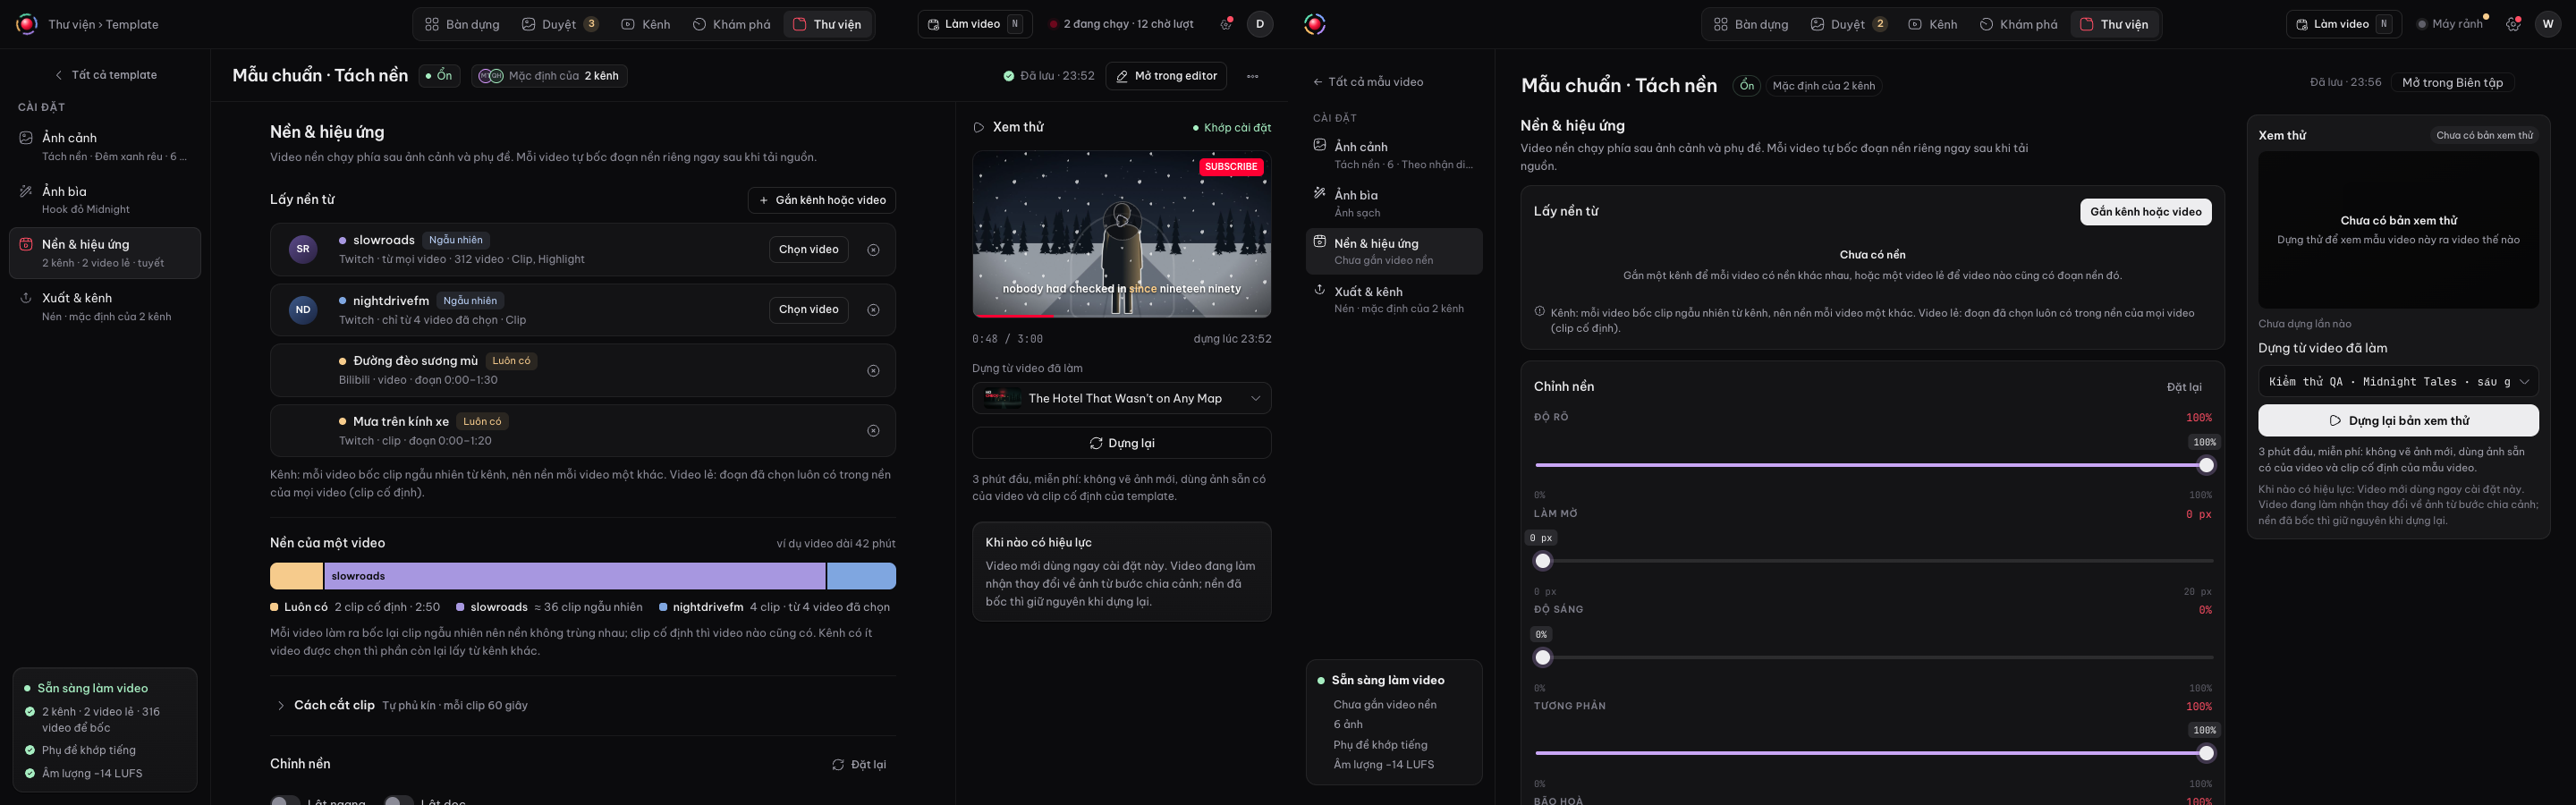 Thư viện › Template
Bàn dựng
Duyệt 3
Kênh
Khám phá
Thư viện
Làm video N
2 đang chạy · 12 chờ lượt
D
Tất cả template
CÀI ĐẶT
Ảnh cảnh
Tách nền · Đêm xanh rêu · 6 ...
Ảnh bìa
Hook đỏ Midnight
Nền & hiệu ứng
2 kênh · 2 video lẻ · tuyết
Xuất & kênh
Nén · mặc định của 2 kênh
Sẵn sàng làm video
2 kênh · 2 video lẻ · 316
video để bốc
Phụ đề khớp tiếng
Âm lượng -14 LUFS
Mẫu chuẩn · Tách nền
Ổn
Mặc định của 2 kênh
Đã lưu · 23:52
Mở trong editor
Nền & hiệu ứng
Video nền chạy phía sau ảnh cảnh và phụ đề. Mỗi video tự bốc đoạn nền riêng ngay sau khi tải nguồn.
Lấy nền từ
+ Gắn kênh hoặc video
SR
slowroads Ngẫu nhiên
Twitch · từ mọi video · 312 video · Clip, Highlight
Chọn video
ND
nightdrivefm Ngẫu nhiên
Twitch · chỉ từ 4 video đã chọn · Clip
Chọn video
Đường đèo sương mù Luôn có
Bilibili · video · đoạn 0:00–1:30
Mưa trên kính xe Luôn có
Twitch · clip · đoạn 0:00–1:20
Kênh: mỗi video bốc clip ngẫu nhiên từ kênh, nên nền mỗi video một khác. Video lẻ: đoạn đã chọn luôn có trong nền
của mọi video (clip cố định).
Nền của một video
ví dụ video dài 42 phút
slowroads
Luôn có 2 clip cố định · 2:50
slowroads ≈ 36 clip ngẫu nhiên
nightdrivefm 4 clip · từ 4 video đã chọn
Mỗi video làm ra bốc lại clip ngẫu nhiên nên nền không trùng nhau; clip cố định thì video nào cũng có. Kênh có ít
video được chọn thì phần còn lại lấy từ kênh khác.
Cách cắt clip Tự phủ kín · mỗi clip 60 giây
Chỉnh nền
Đặt lại
Lật ngang
Lật dọc
Xem thử
Khớp cài đặt
SUBSCRIBE
nobody had checked in since nineteen ninety
0:48 / 3:00
dựng lúc 23:52
Dựng từ video đã làm
The Hotel That Wasn't on Any Map
Dựng lại
3 phút đầu, miễn phí: không vẽ ảnh mới, dùng ảnh sẵn có
của video và clip cố định của template.
Khi nào có hiệu lực
Video mới dùng ngay cài đặt này. Video đang làm
nhận thay đổi về ảnh từ bước chia cảnh; nền đã
bốc thì giữ nguyên khi dựng lại.
Bàn dựng
Duyệt 2
Kênh
Khám phá
Thư viện
Làm video N
Máy rảnh
W
← Tất cả mẫu video
CÀI ĐẶT
Ảnh cảnh
Tách nền · 6 · Theo nhận di...
Ảnh bìa
Ảnh sạch
Nền & hiệu ứng
Chưa gắn video nền
Xuất & kênh
Nén · mặc định của 2 kênh
Sẵn sàng làm video
Chưa gắn video nền
6 ảnh
Phụ đề khớp tiếng
Âm lượng -14 LUFS
Mẫu chuẩn · Tách nền
Ổn
Mặc định của 2 kênh
Đã lưu · 23:56
Mở trong Biên tập
Nền & hiệu ứng
Video nền chạy phía sau ảnh cảnh và phụ đề. Mỗi video tự bốc đoạn nền riêng ngay sau khi tải
nguồn.
Lấy nền từ
Gắn kênh hoặc video
Chưa có nền
Gắn một kênh để mỗi video có nền khác nhau, hoặc một video lẻ để video nào cũng có đoạn nền đó.
Kênh: mỗi video bốc clip ngẫu nhiên từ kênh, nên nền mỗi video một khác. Video lẻ: đoạn đã chọn luôn có trong nền của mọi video
(clip cố định).
Chỉnh nền
Đặt lại
ĐỘ RÕ
100%
100%
0%
100%
LÀM MỜ
0 px
0 px
0 px
20 px
ĐỘ SÁNG
0%
0%
0%
100%
TƯƠNG PHẢN
100%
100%
0%
100%
BÃO HOÀ
100%
Xem thử
Chưa có bản xem thử
Chưa có bản xem thử
Dựng thử để xem mẫu video này ra video thế nào
Chưa dựng lần nào
Dựng từ video đã làm
Kiểm thử QA · Midnight Tales · sáu g
Dựng lại bản xem thử
3 phút đầu, miễn phí: không vẽ ảnh mới, dùng ảnh sẵn
có của video và clip cố định của mẫu video.
Khi nào có hiệu lực: Video mới dùng ngay cài đặt này.
Video đang làm nhận thay đổi về ảnh từ bước chia cảnh;
nền đã bốc thì giữ nguyên khi dựng lại.